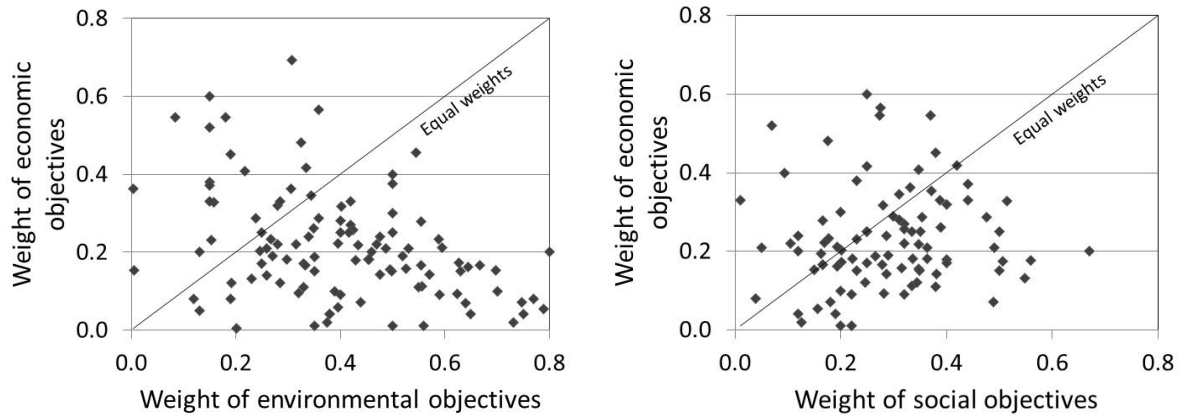 Weight of economic
objectives
0.8
0.6
0.4
0.2
0.0
Equal weights
0.0 0.2 0.4 0.6 0.8
Weight of environmental objectives
Weight of economic
objectives
0.8
0.6
0.4
0.2
0.0
Equal weights
0.0 0.2 0.4 0.6 0.8
Weight of social objectives